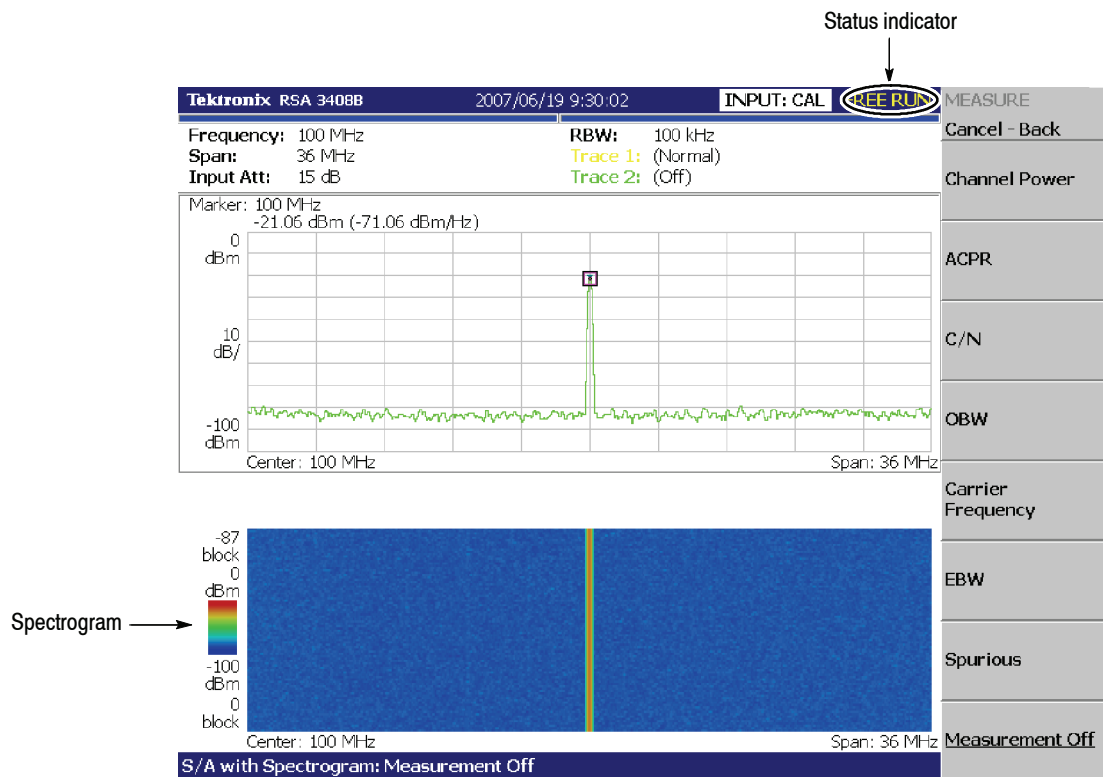 Status indicator
Tektronix RSA 3408B 2007/06/19 9:30:02 INPUT: CAL REE RUN
MEASURE
Cancel - Back
Frequency: 100 MHz
Span: 36 MHz
Input Att: 15 dB
RBW: 100 kHz
Trace 1: (Normal)
Trace 2: (Off)
Marker: 100 MHz
-21.06 dBm (-71.06 dBm/Hz)
0
dBm
10
dB/
-100
dBm
Center: 100 MHz Span: 36 MHz
Channel Power
ACPR
C/N
OBW
Carrier
Frequency
EBW
Spurious
Measurement Off
Spectrogram
-87
block
0
dBm
-100
dBm
0
block
Center: 100 MHz Span: 36 MHz
S/A with Spectrogram: Measurement Off